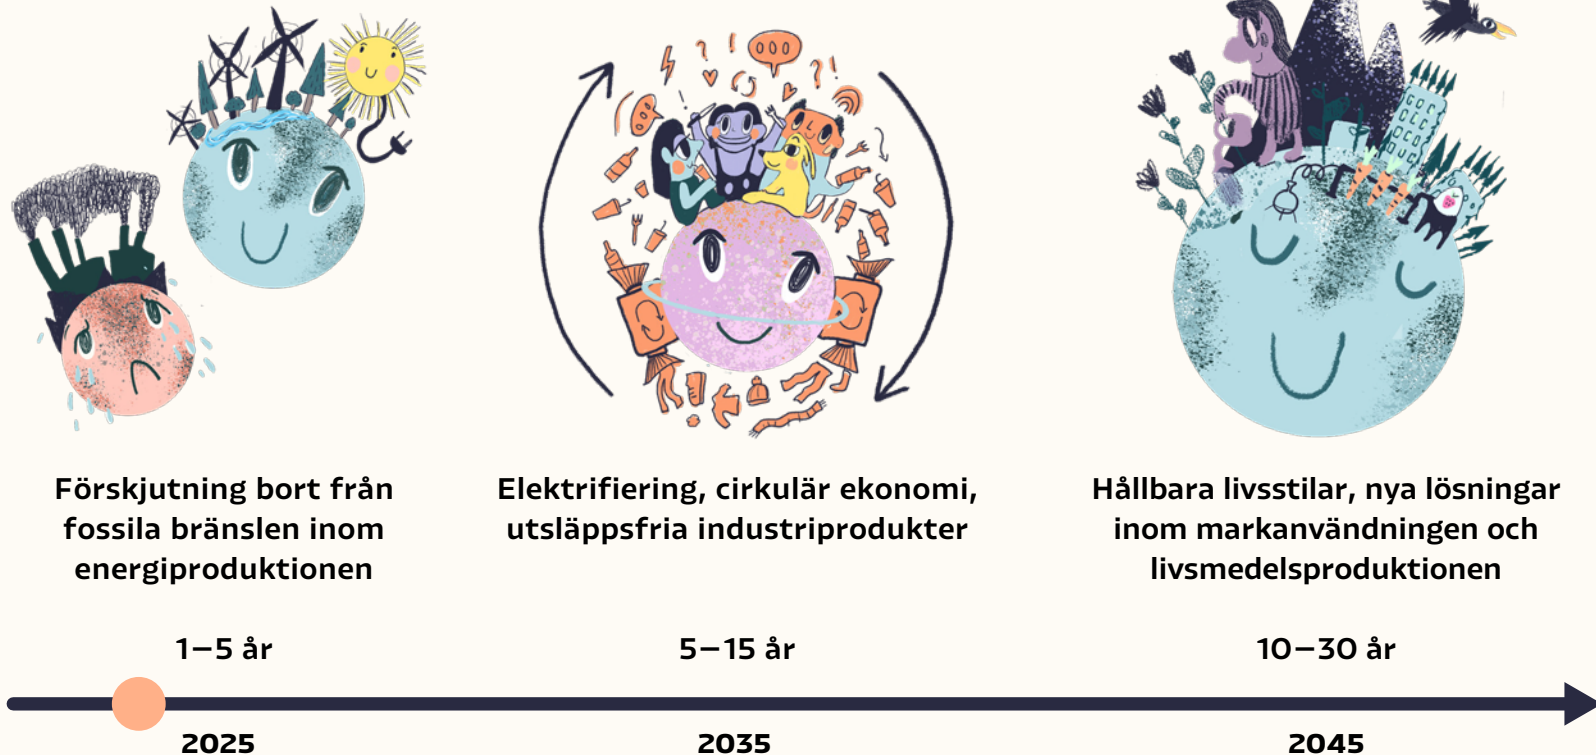 Förskjutning bort från
fossila bränslen inom
energiproduktionen
1–5 år
2025
Elektrifiering, cirkulär ekonomi,
utsläppsfria industriprodukter
5–15 år
2035
Hållbara livsstilar, nya lösningar
inom markanvändningen och
livsmedelsproduktionen
10–30 år
2045